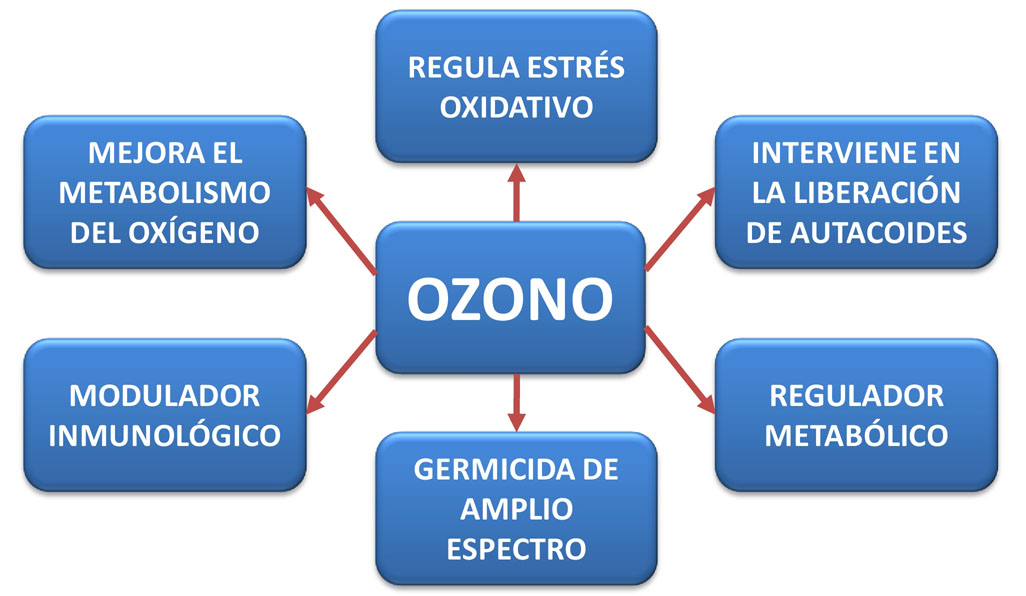 REGULA ESTRÉS
OXIDATIVO
MEJORA EL
METABOLISMO
DEL OXÍGENO
INTERVIENE EN
LA LIBERACIÓN
DE AUTACOIDES
OZONO
MODULADOR
INMUNOLÓGICO
REGULADOR
METABÓLICO
GERMICIDA DE
AMPLIO
ESPECTRO